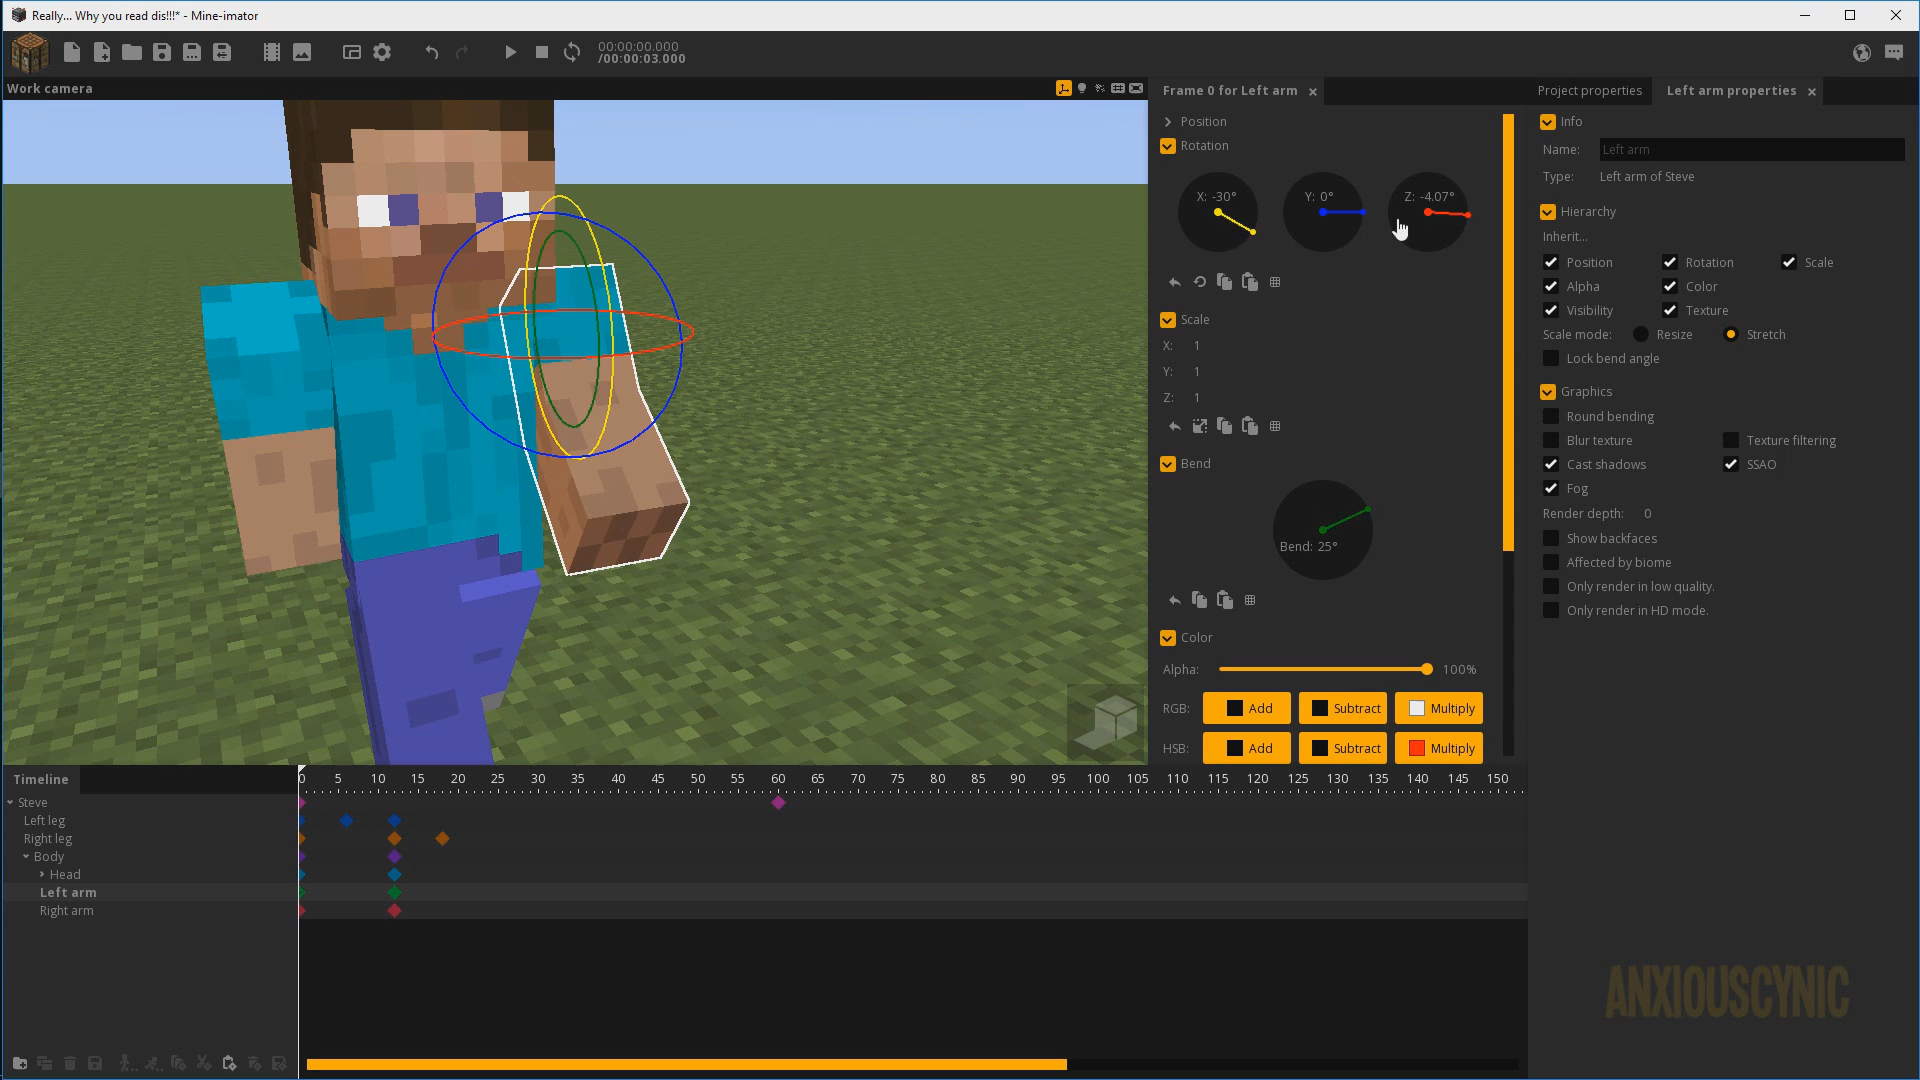 Really... Why you read dis!!!* - Mine-imator
00:00:00.000
/00:00:03.000
Work camera
Frame 0 for Left arm
Position
Rotation
X: -30°
Y: 0°
Z: -4.07°
Scale
X: 1
Y: 1
Z: 1
Bend
Bend: 25°
Color
Alpha: 100%
RGB: Add Subtract Multiply
HSB: Add Subtract Multiply
Project properties Left arm properties
Info
Name: Left arm
Type: Left arm of Steve
Hierarchy
Inherit...
Position Rotation Scale
Alpha Color
Visibility Texture
Scale mode: Resize Stretch
Lock bend angle
Graphics
Round bending
Blur texture Texture filtering
Cast shadows SSAO
Fog
Render depth: 0
Show backfaces
Affected by biome
Only render in low quality.
Only render in HD mode.
Timeline
0 5 10 15 20 25 30 35 40 45 50 55 60 65 70 75 80 85 90 95 100 105 110 115 120 125 130 135 140 145 150
Steve
Left leg
Right leg
Body
Head
Left arm
Right arm
ANXIOUSCYNIC